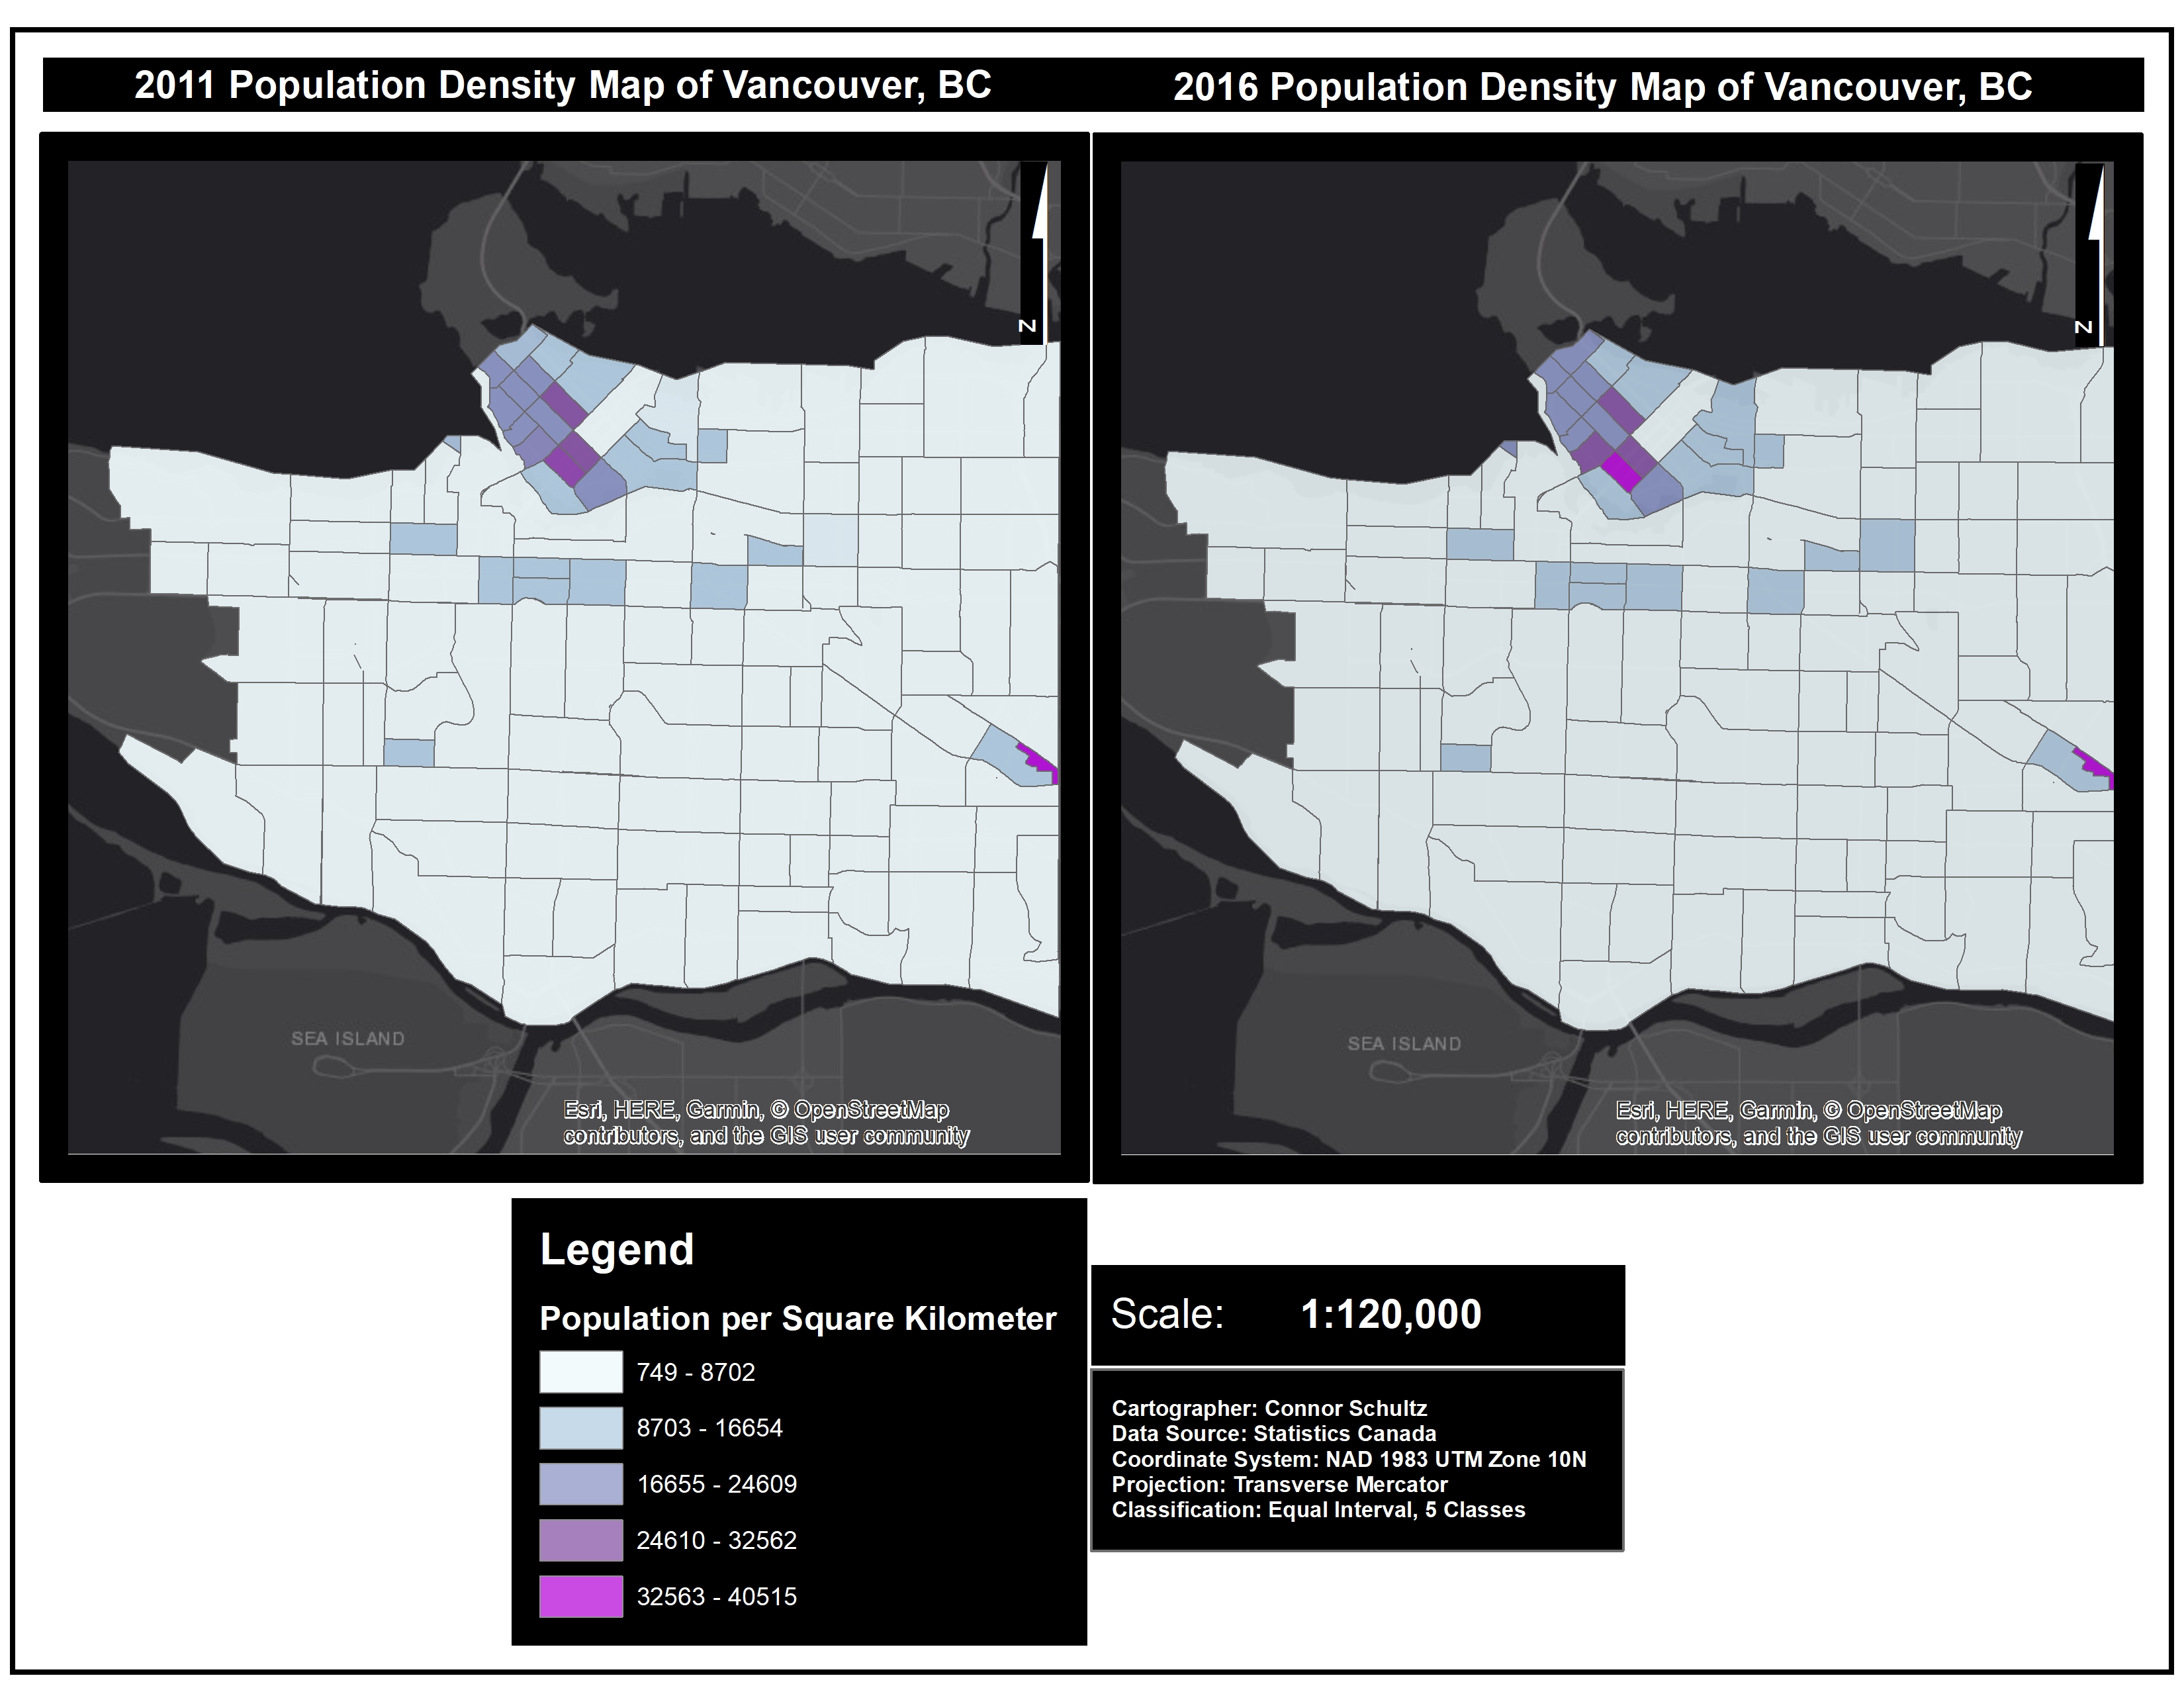 2011 Population Density Map of Vancouver, BC
2016 Population Density Map of Vancouver, BC
N
N
SEA ISLAND
Esri, HERE, Garmin, © OpenStreetMap
contributors, and the GIS user community
SEA ISLAND
Esri, HERE, Garmin, © OpenStreetMap
contributors, and the GIS user community
Legend
Population per Square Kilometer
749 - 8702
8703 - 16654
16655 - 24609
24610 - 32562
32563 - 40515
Scale: 1:120,000
Cartographer: Connor Schultz
Data Source: Statistics Canada
Coordinate System: NAD 1983 UTM Zone 10N
Projection: Transverse Mercator
Classification: Equal Interval, 5 Classes